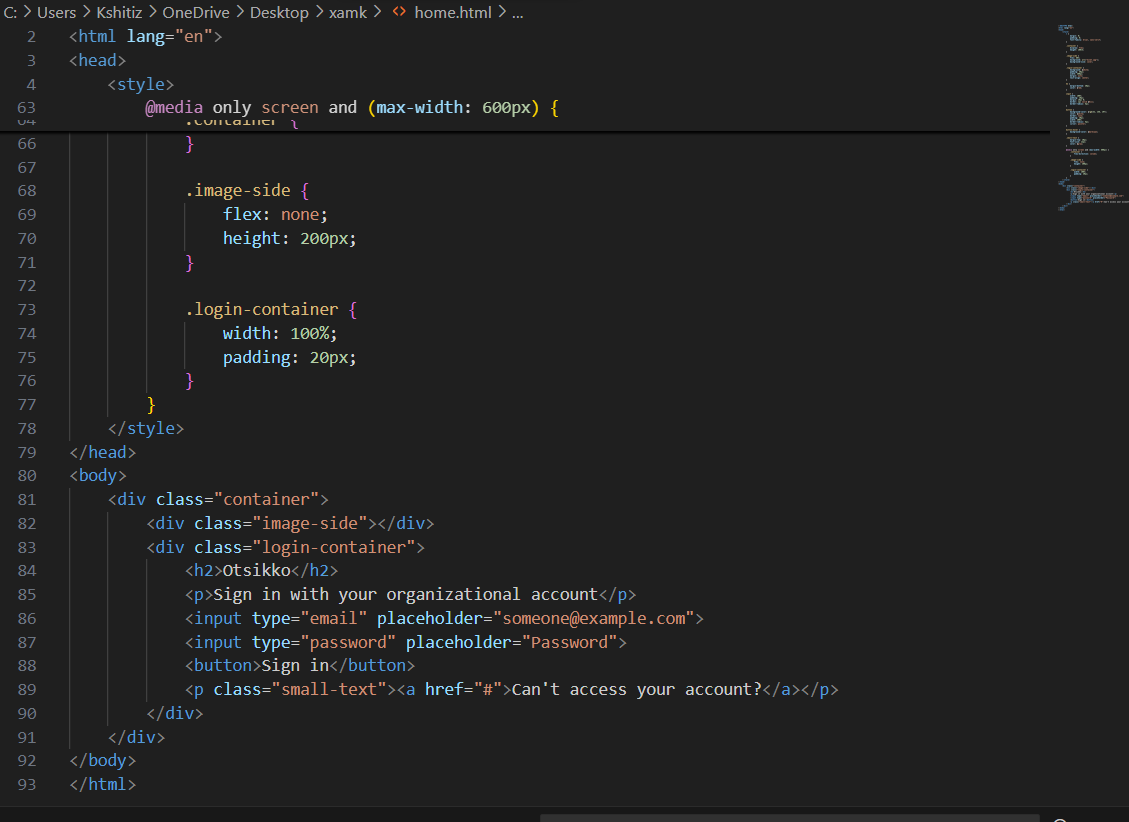 C: > Users > Kshitiz > OneDrive > Desktop > xamk > <> home.html > ...
2 <html lang="en">
3 <head>
4 <style>
63 @media only screen and (max-width: 600px) {
64 .container {
66 }
67
68 .image-side {
69 flex: none;
70 height: 200px;
71 }
72
73 .login-container {
74 width: 100%;
75 padding: 20px;
76 }
77 }
78 </style>
79 </head>
80 <body>
81 <div class="container">
82 <div class="image-side"></div>
83 <div class="login-container">
84 <h2>Otsikko</h2>
85 <p>Sign in with your organizational account</p>
86 <input type="email" placeholder="someone@example.com">
87 <input type="password" placeholder="Password">
88 <button>Sign in</button>
89 <p class="small-text"><a href="#">Can't access your account?</a></p>
90 </div>
91 </div>
92 </body>
93 </html>